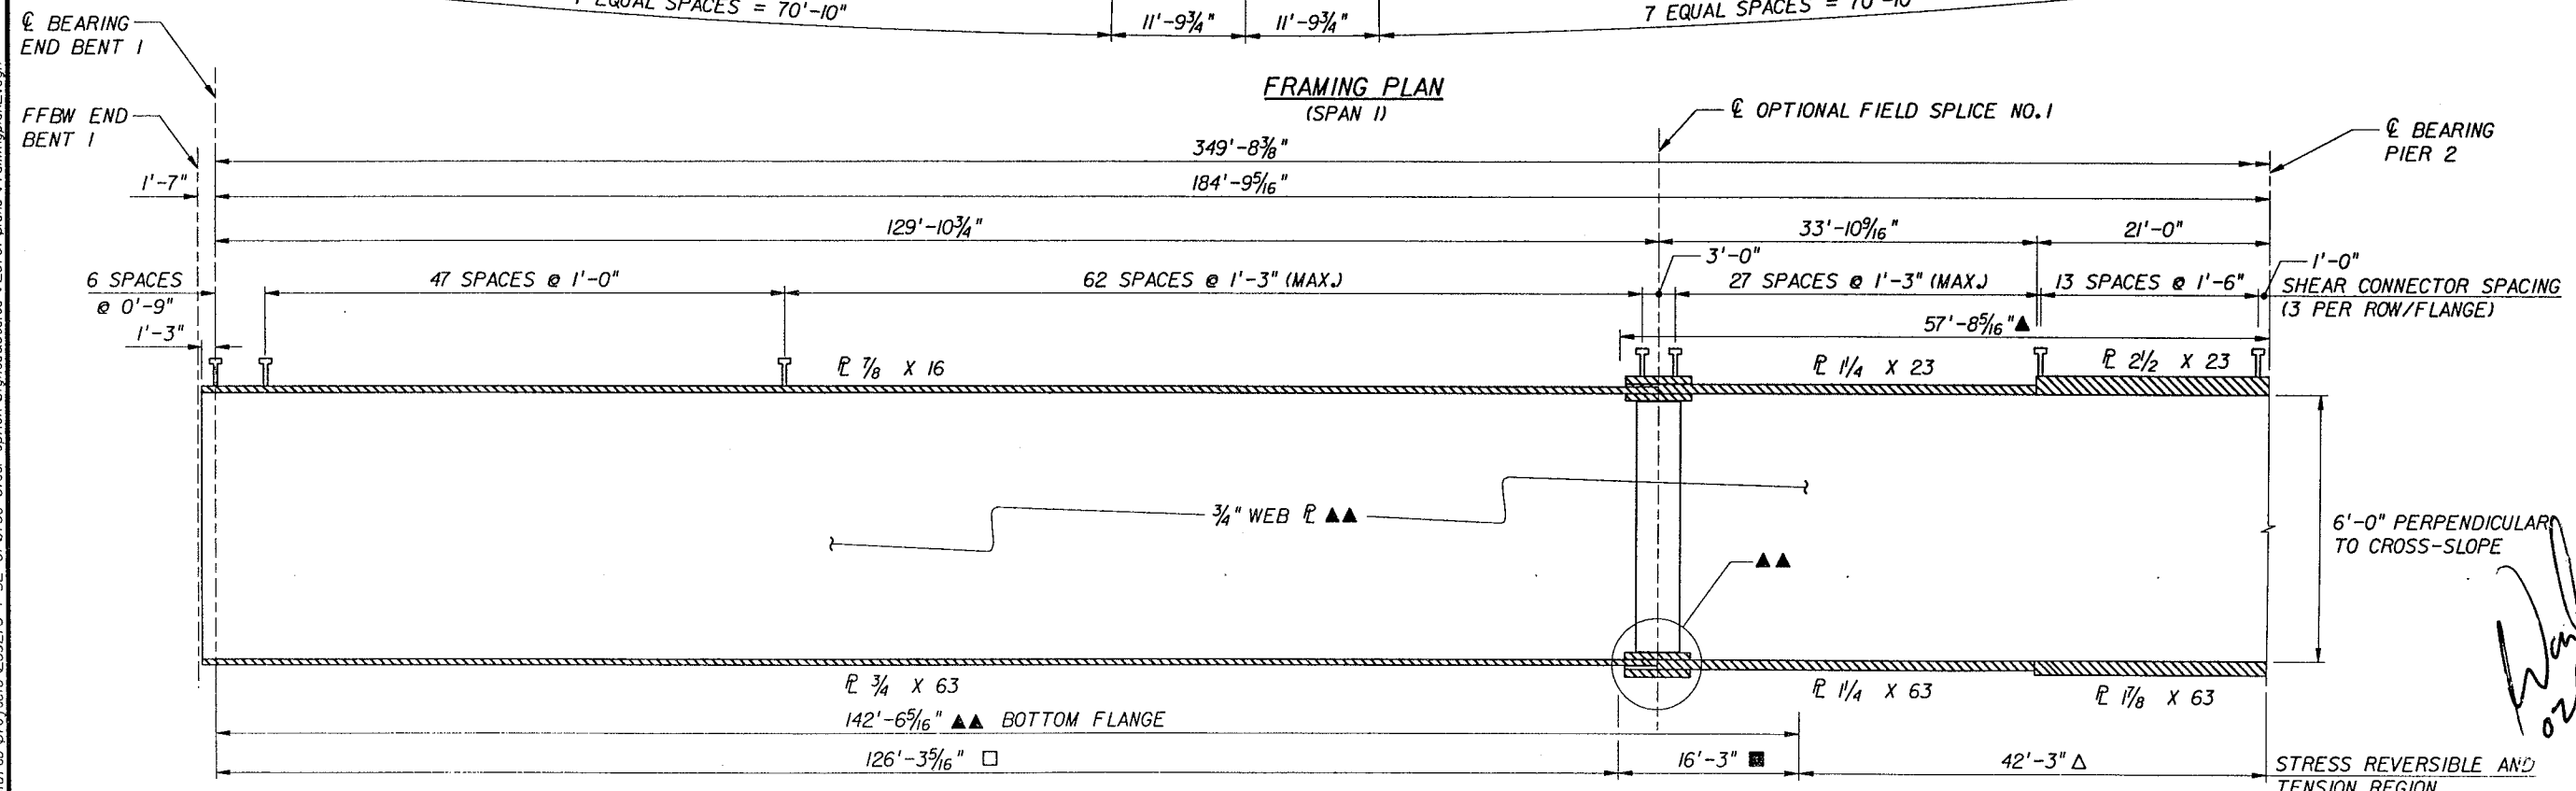 ℄ BEARING
END BENT 1
EQUAL SPACES = 70'-10"
11'-9¾"
11'-9¾"
7 EQUAL SPACES = 70'-10"
FRAMING PLAN
(SPAN 1)
FFBW END
BENT 1
℄ OPTIONAL FIELD SPLICE NO.1
℄ BEARING
PIER 2
349'-8⅜"
1'-7"
184'-9⁵⁄₁₆"
129'-10¾"
33'-10⁹⁄₁₆"
21'-0"
3'-0"
1'-0"
6 SPACES
@ 0'-9"
47 SPACES @ 1'-0"
62 SPACES @ 1'-3" (MAX.)
27 SPACES @ 1'-3" (MAX.)
13 SPACES @ 1'-6"
SHEAR CONNECTOR SPACING
(3 PER ROW/FLANGE)
1'-3"
57'-8⁵⁄₁₆" ▲
℄ ⅞ X 16
℄ 1¼ X 23
℄ 2½ X 23
¾" WEB ℄ ▲▲
6'-0" PERPENDICULAR
TO CROSS-SLOPE
▲▲
℄ ¾ X 63
℄ 1¼ X 63
℄ 1⅞ X 63
142'-6⁵⁄₁₆" ▲▲ BOTTOM FLANGE
126'-3⁵⁄₁₆" □
16'-3" ■
42'-3" △
STRESS REVERSIBLE AND
TENSION REGION